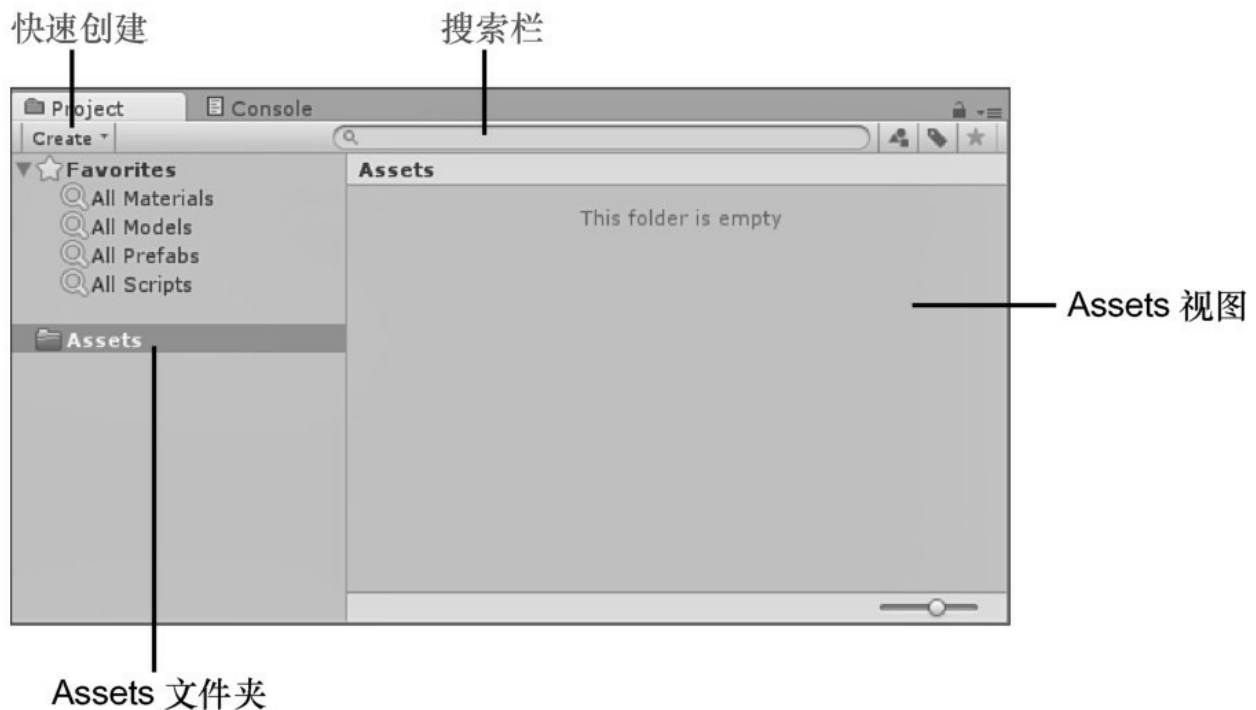 快速创建
搜索栏
Project
Console
Create
Favorites
Assets
All Materials
This folder is empty
All Models
All Prefabs
All Scripts
Assets 视图
Assets
Assets 文件夹